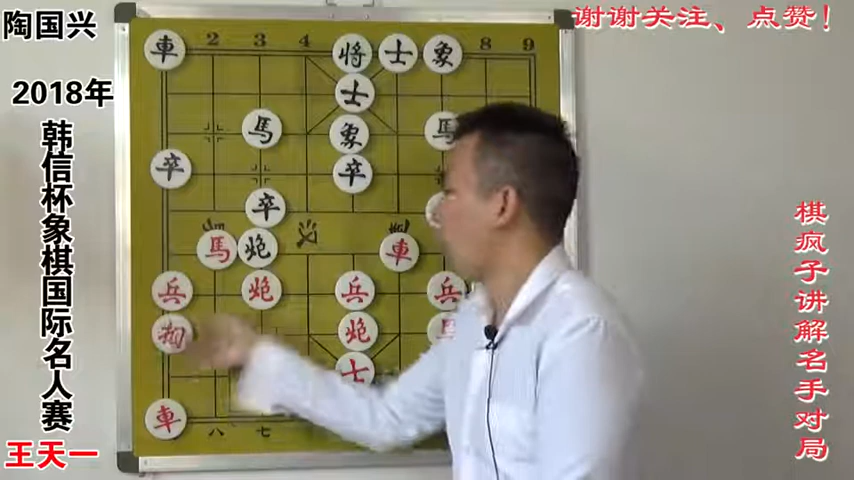 陶国兴
2018年
韩信杯象棋国际名人赛
王天一
谢谢关注、点赞!
棋疯子讲解名手对局
2 3 4 8 9
車 将 士 象
士
馬 象 馬
卒 卒
卒
馬 炮 車
兵 炮 兵 兵
相 炮
士
車
八 七